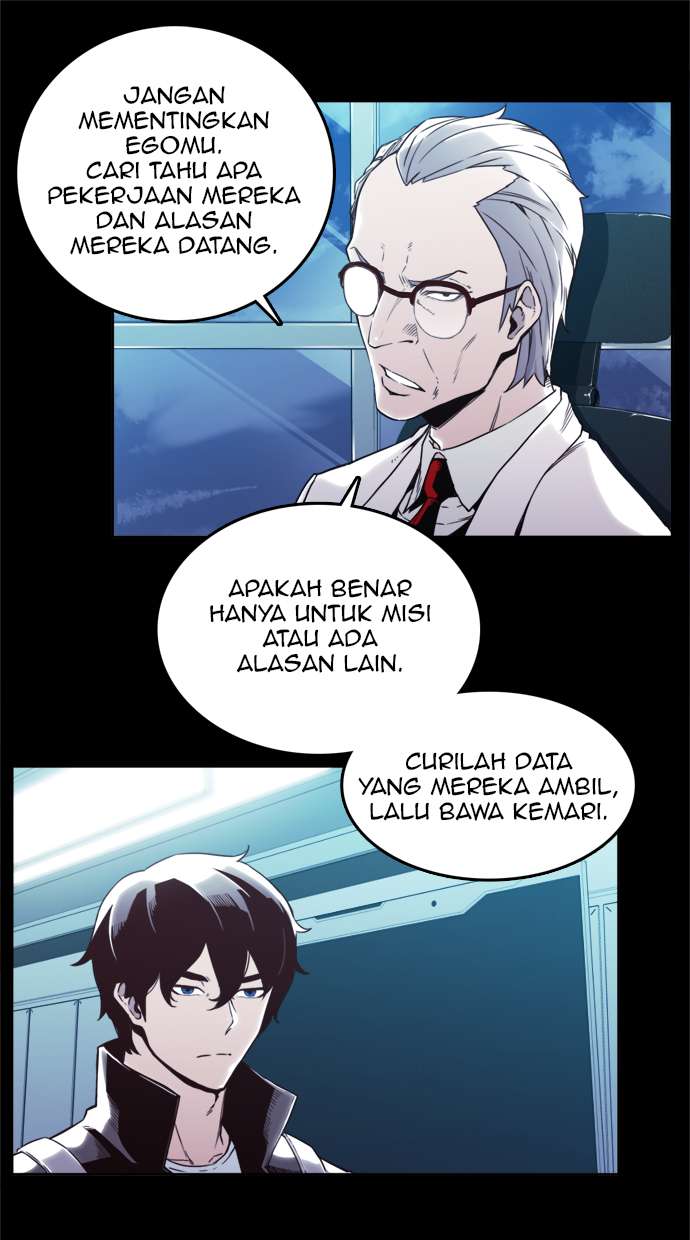 JANGAN
MEMENTINGKAN
EGOMU.
CARI TAHU APA
PEKERJAAN MEREKA
DAN ALASAN
MEREKA DATANG.
APAKAH BENAR
HANYA UNTUK MISI
ATAU ADA
ALASAN LAIN.
CURILAH DATA
YANG MEREKA AMBIL,
LALU BAWA KEMARI.